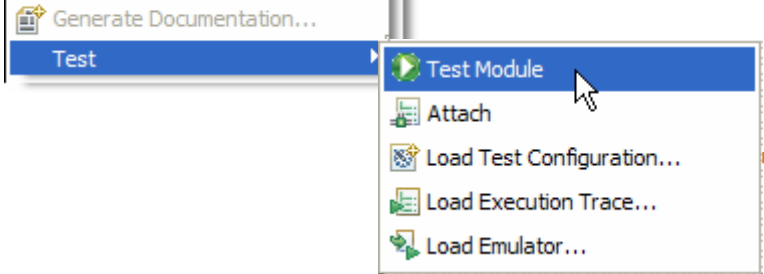 Generate Documentation...
Test
Test Module
Attach
Load Test Configuration...
Load Execution Trace...
Load Emulator...